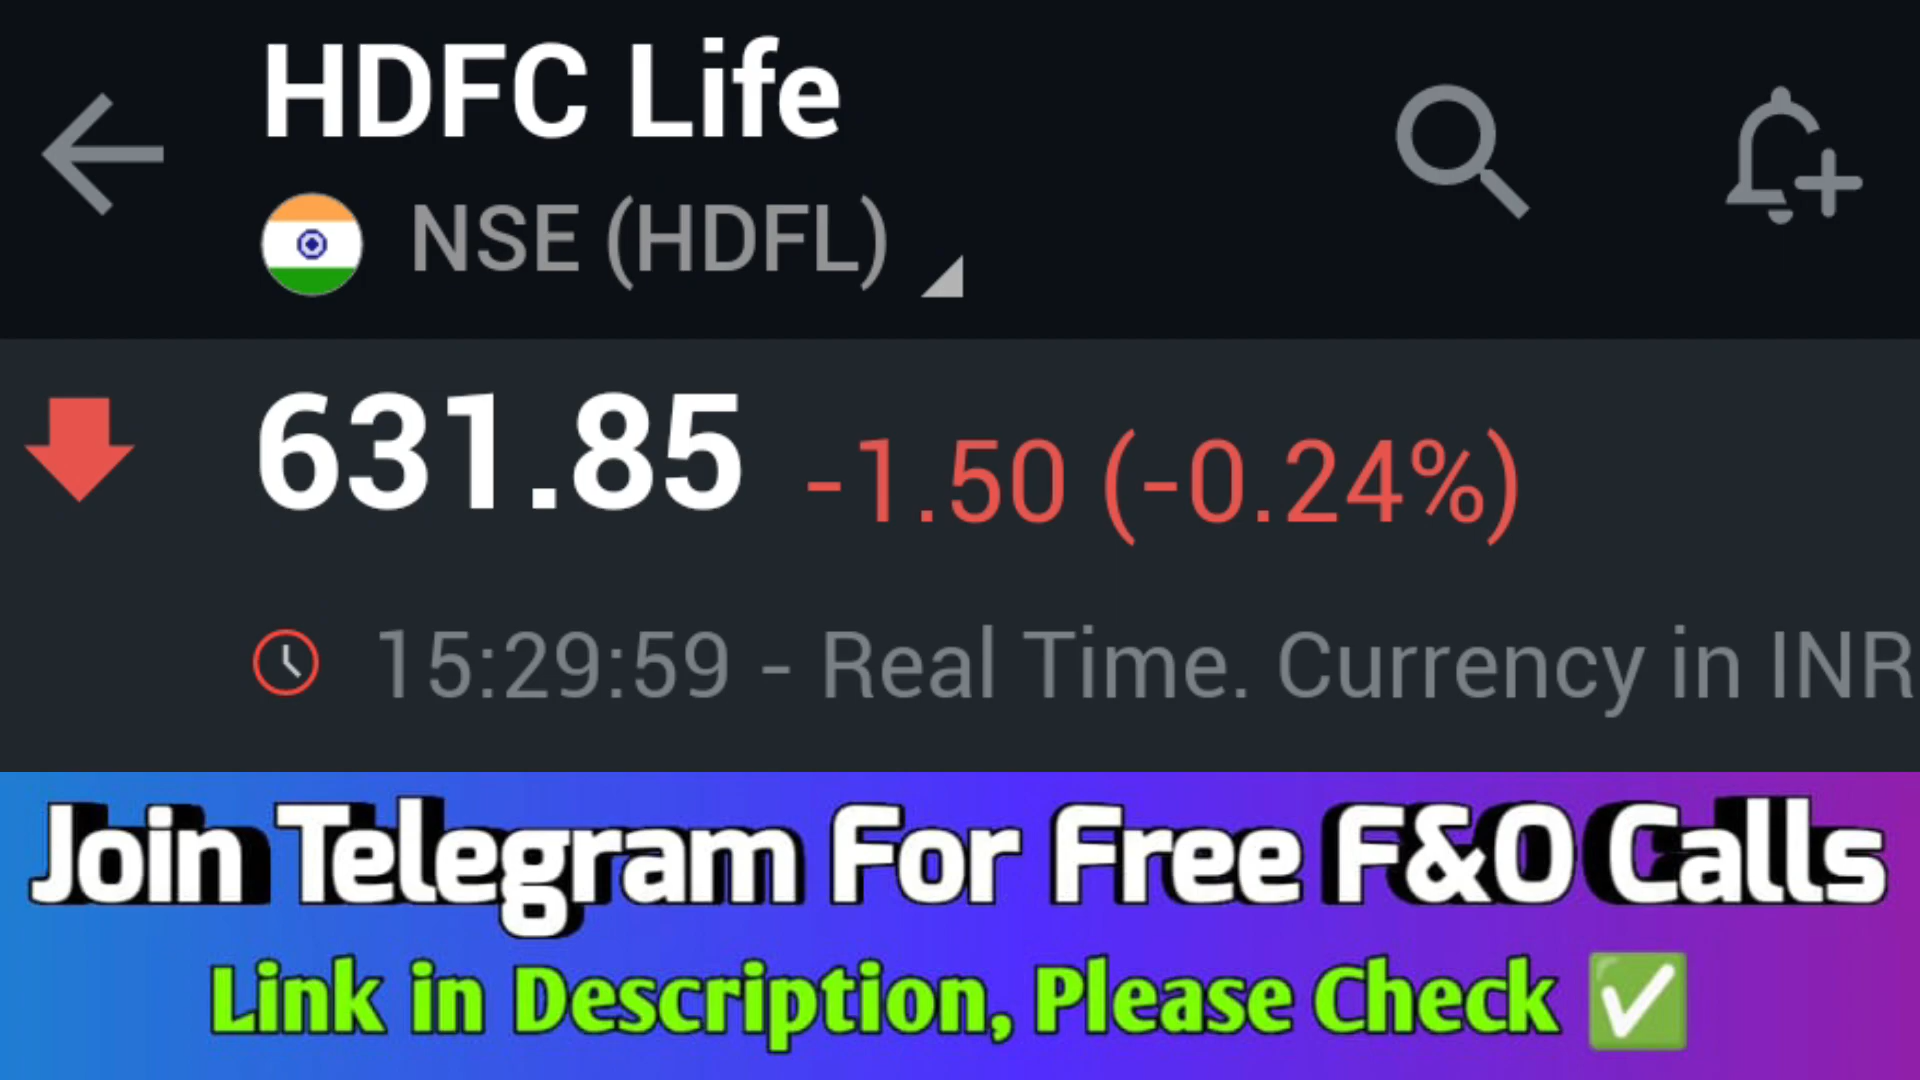 HDFC Life
NSE (HDFL)
631.85 -1.50 (-0.24%)
15:29:59 - Real Time. Currency in INR
Join Telegram For Free F&O Calls
Link in Description, Please Check ✅